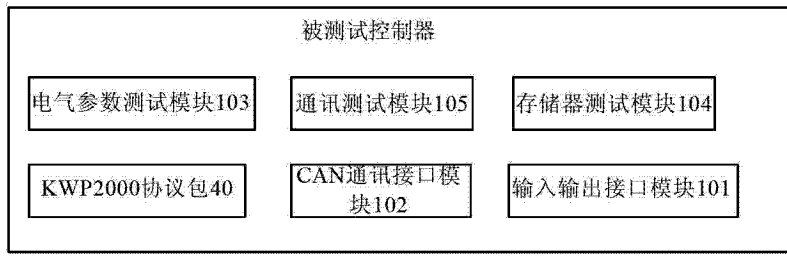 被测试控制器
电气参数测试模块103
通讯测试模块105
存储器测试模块104
KWP2000协议包40
CAN通讯接口模
块102
输入输出接口模块101